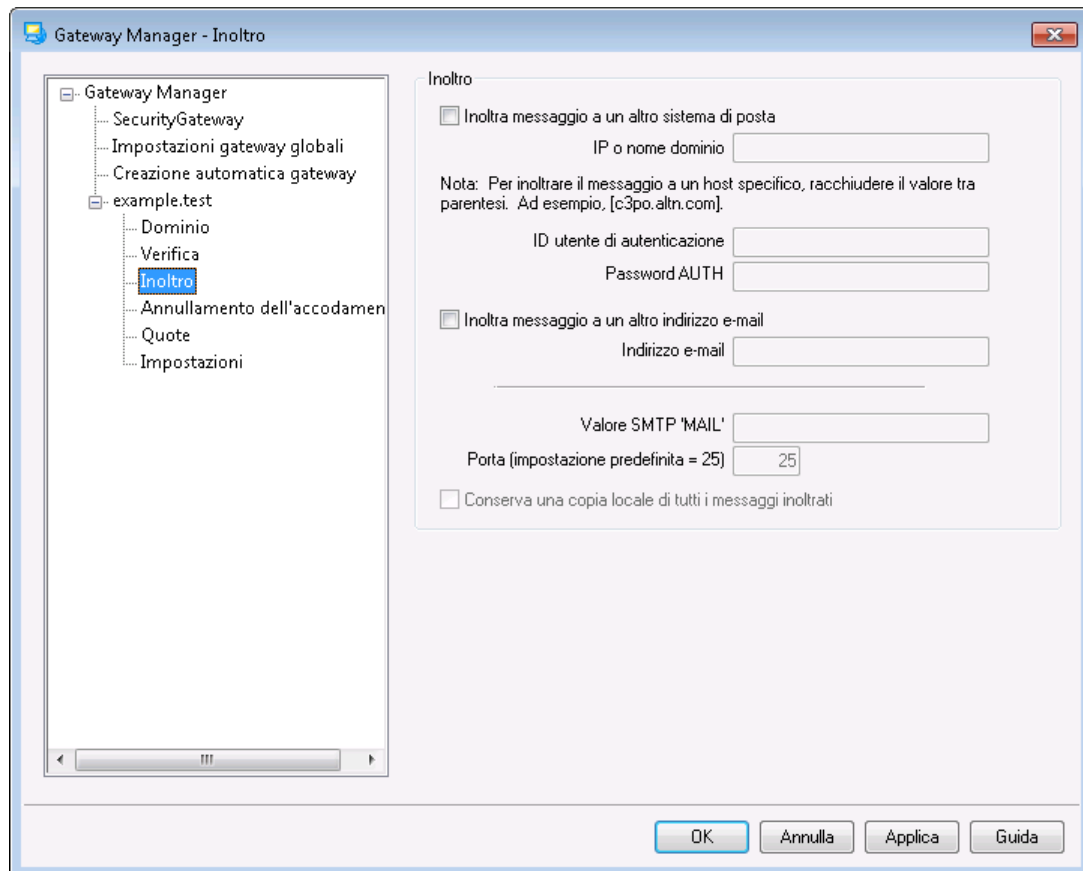 Gateway Manager - Inoltro
Gateway Manager
SecurityGateway
Impostazioni gateway globali
Creazione automatica gateway
example.test
Dominio
Verifica
Inoltro
Annullamento dell'accodamen
Quote
Impostazioni
Inoltro
Inoltra messaggio a un altro sistema di posta
IP o nome dominio
Nota:  Per inoltrare il messaggio a un host specifico, racchiudere il valore tra
parentesi.  Ad esempio, [c3po.altn.com].
ID utente di autenticazione
Password AUTH
Inoltra messaggio a un altro indirizzo e-mail
Indirizzo e-mail
Valore SMTP 'MAIL'
Porta (impostazione predefinita = 25) 25
Conserva una copia locale di tutti i messaggi inoltrati
OK Annulla Applica Guida